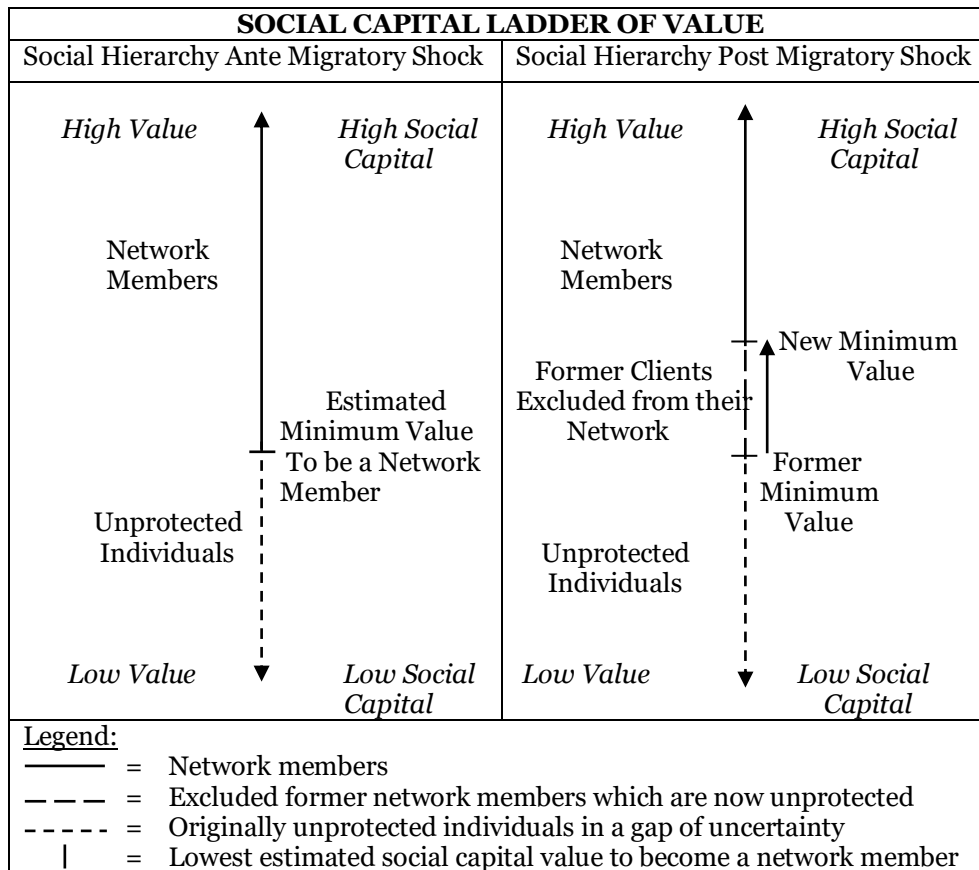 SOCIAL CAPITAL LADDER OF VALUE
Social Hierarchy Ante Migratory Shock
High Value
High Social
Capital
Network
Members
Estimated
Minimum Value
To be a Network
Member
Unprotected
Individuals
Low Value
Low Social
Capital
Social Hierarchy Post Migratory Shock
High Value
High Social
Capital
Network
Members
New Minimum
Value
Former Clients
Excluded from their
Network
Former
Minimum
Value
Unprotected
Individuals
Low Value
Low Social
Capital
Legend:
= Network members
= Excluded former network members which are now unprotected
= Originally unprotected individuals in a gap of uncertainty
= Lowest estimated social capital value to become a network member